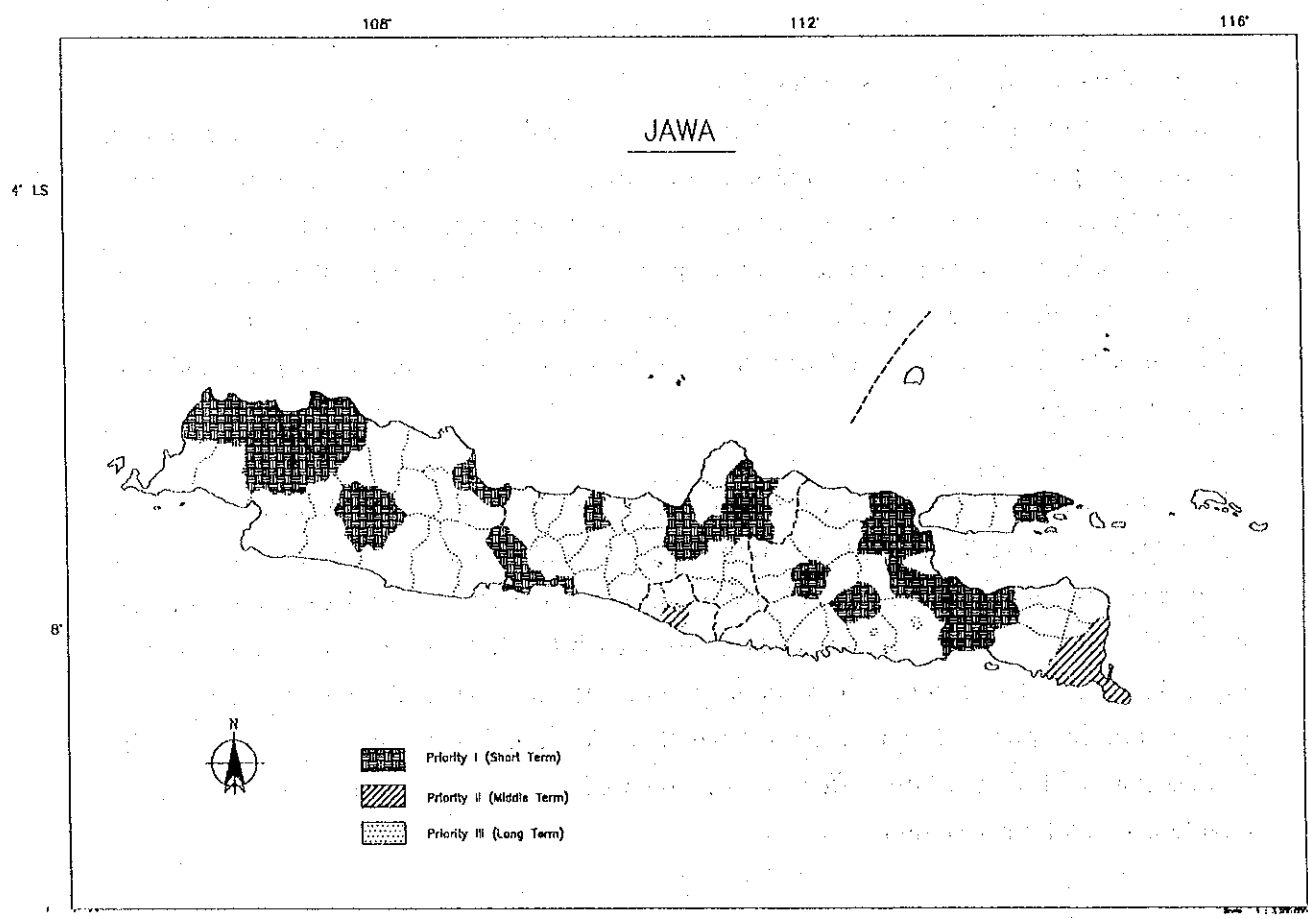 108°
112°
116°
JAWA
4° LS
8°
N
Priority I (Short Term)
Priority II (Middle Term)
Priority III (Long Term)